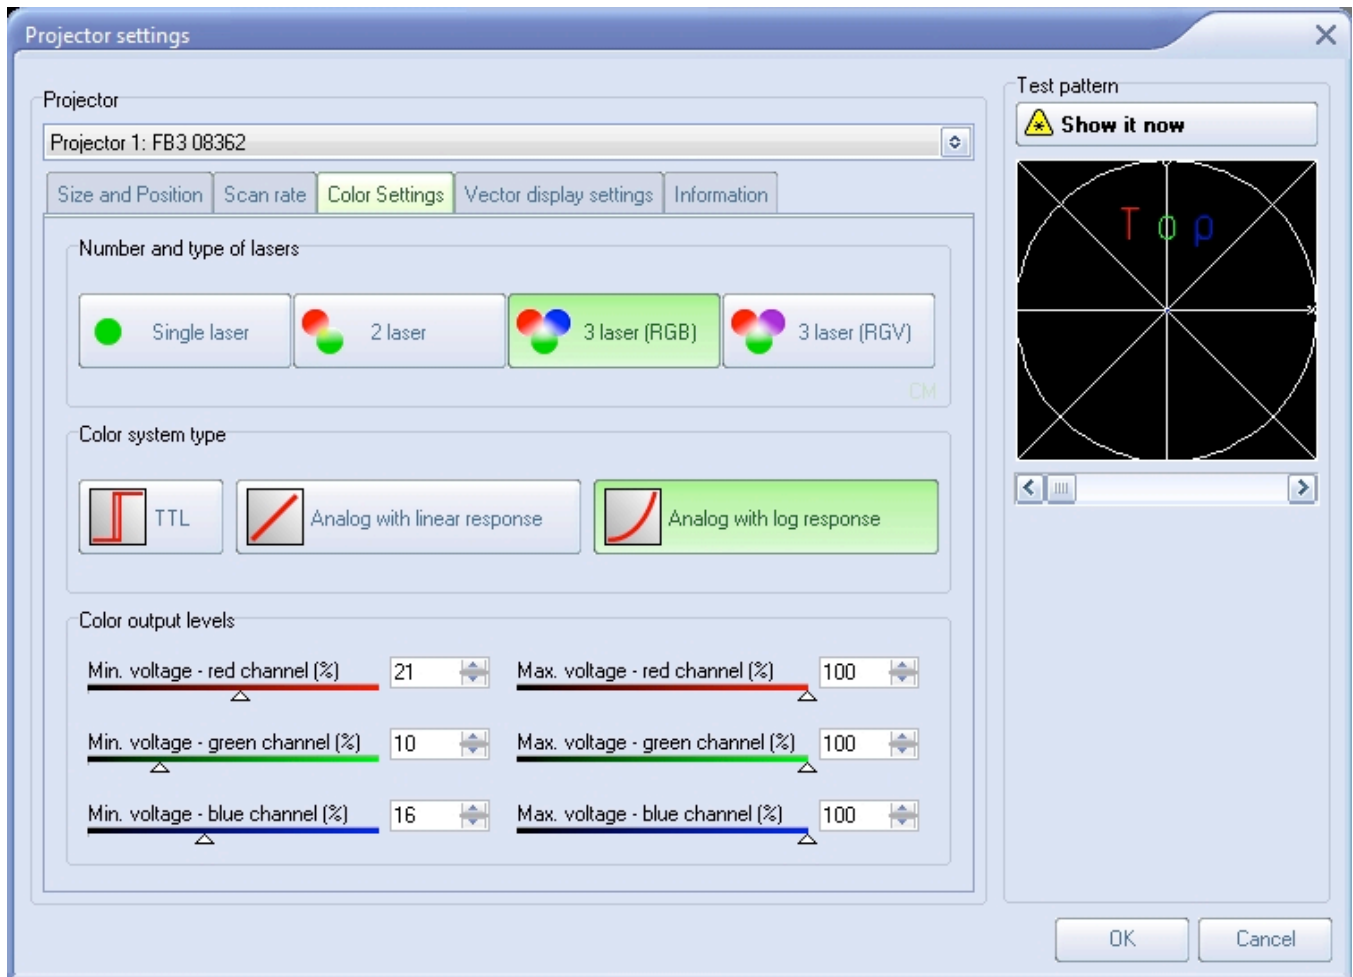 Projector settings
Projector
Projector 1: FB3 08362
Size and Position Scan rate Color Settings Vector display settings Information
Number and type of lasers
Single laser 2 laser 3 laser (RGB) 3 laser (RGV)
CM
Color system type
TTL Analog with linear response Analog with log response
Color output levels
Min. voltage - red channel (%) 21 Max. voltage - red channel (%) 100
Min. voltage - green channel (%) 10 Max. voltage - green channel (%) 100
Min. voltage - blue channel (%) 16 Max. voltage - blue channel (%) 100
Test pattern
Show it now
Top
Y
X
OK Cancel